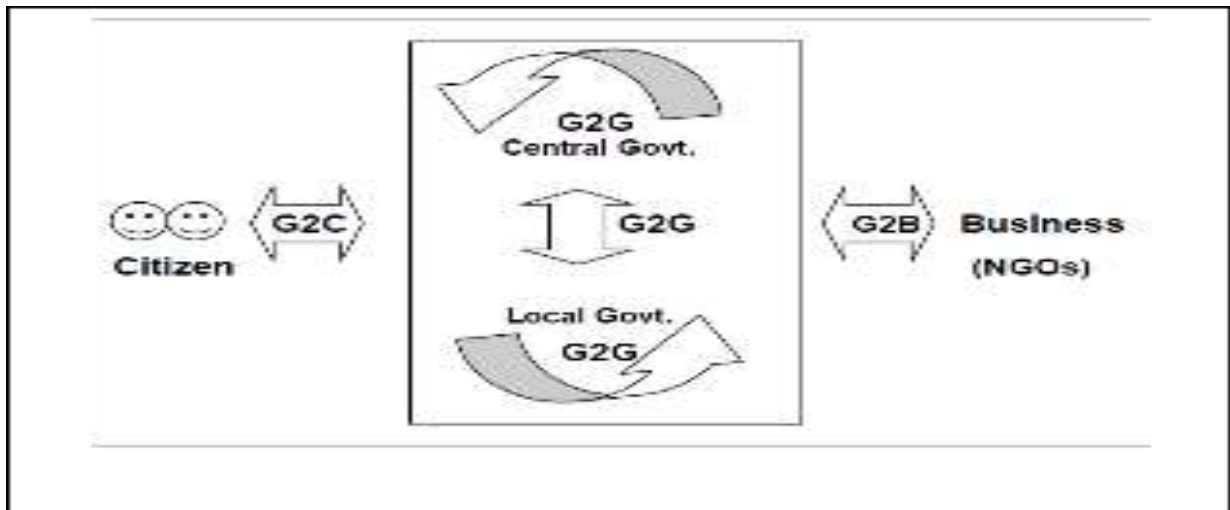 G2G
Central Govt.
G2C
G2G
G2B
Business
Citizen
(NGOs)
Local Govt.
G2G